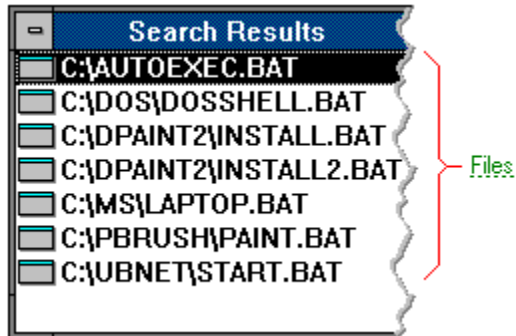 Search Results
C:\AUTOEXEC.BAT
C:\DOS\DOSSHELL.BAT
C:\DPAINT2\INSTALL.BAT
C:\DPAINT2\INSTALL2.BAT
C:\MS\LAPTOP.BAT
C:\PBRUSH\PAINT.BAT
C:\UBNET\START.BAT
Files